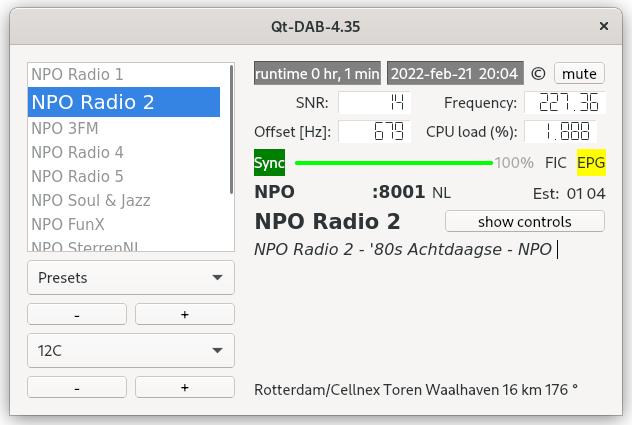 Qt-DAB-4.35
×
NPO Radio 1
NPO Radio 2
NPO 3FM
NPO Radio 4
NPO Radio 5
NPO Soul & Jazz
NPO FunX
NPO SterrenNL
Presets
- +
12C
- +
runtime 0 hr, 1 min 2022-feb-21 20:04 © mute
SNR: 14 Frequency: 227.36
Offset [Hz]: 679 CPU load (%): 1.888
Sync 100% FIC EPG
NPO :8001 NL Est: 01 04
NPO Radio 2 show controls
NPO Radio 2 - '80s Achtdaagse - NPO
Rotterdam/Cellnex Toren Waalhaven 16 km 176 °